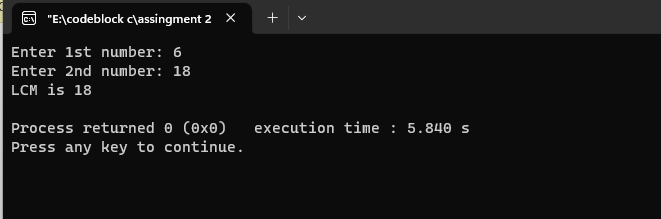 "E:\codeblock c\assingment 2
Enter 1st number: 6
Enter 2nd number: 18
LCM is 18
Process returned 0 (0x0)   execution time : 5.840 s
Press any key to continue.